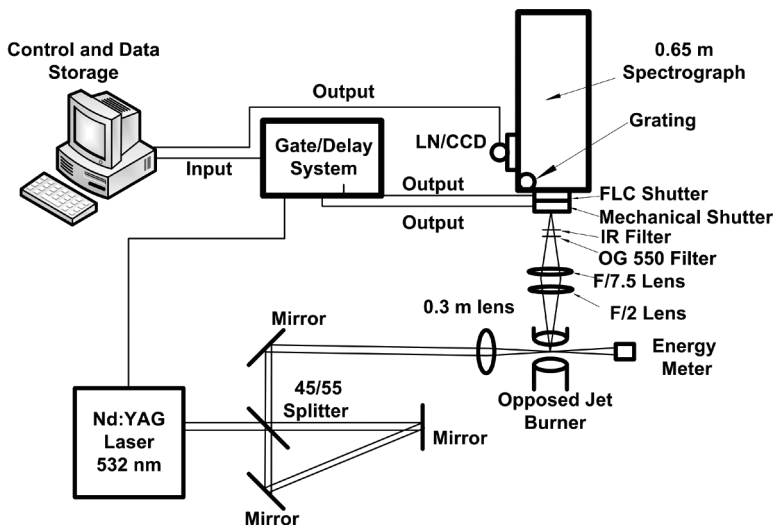 Control and Data
Storage
Output
Input
Gate/Delay
System
Output
Output
LN/CCD
0.65 m
Spectrograph
Grating
FLC Shutter
Mechanical Shutter
IR Filter
OG 550 Filter
F/7.5 Lens
F/2 Lens
0.3 m lens
Mirror
Energy
Meter
Opposed Jet
Burner
45/55
Splitter
Mirror
Nd:YAG
Laser
532 nm
Mirror